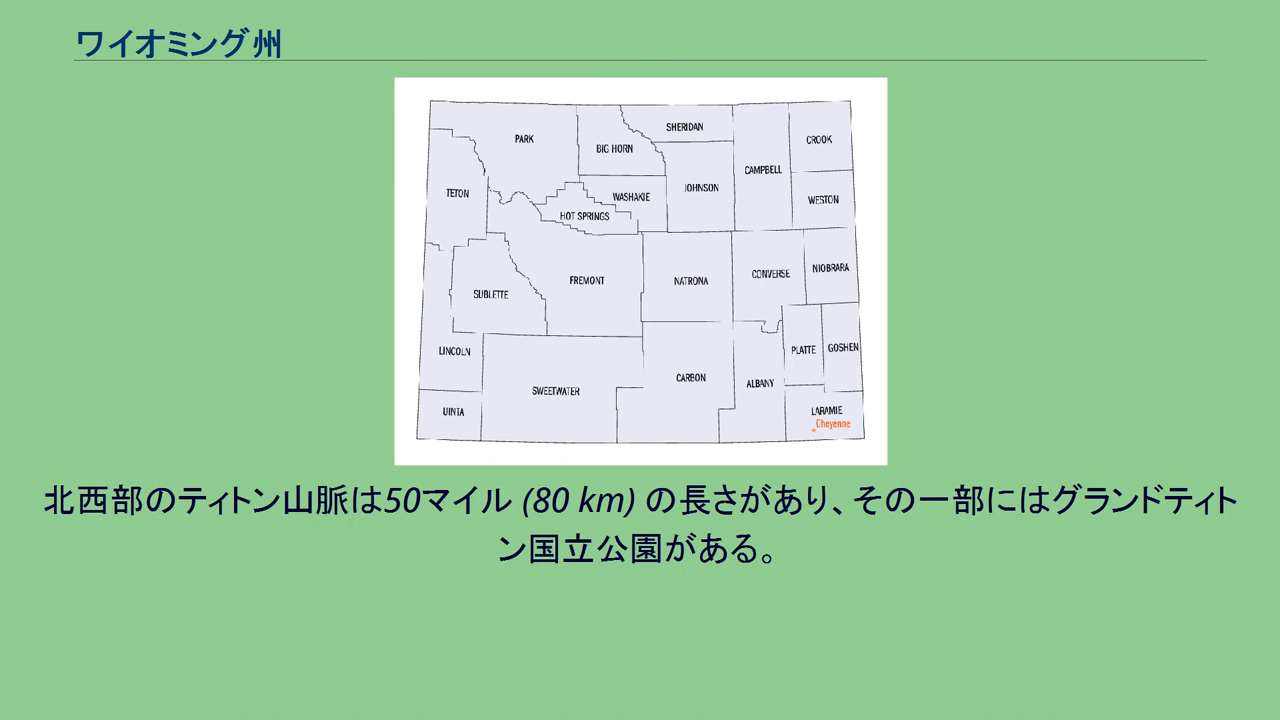 ワイオミング州
PARK
SHERIDAN
BIG HORN
CROOK
CAMPBELL
TETON
WASHAKIE
JOHNSON
WESTON
HOT SPRINGS
FREMONT
NATRONA
CONVERSE
NIOBRARA
SUBLETTE
LINCOLN
PLATTE
GOSHEN
SWEETWATER
CARBON
ALBANY
UINTA
LARAMIE
Cheyenne
北西部のティトン山脈は50マイル (80 km) の長さがあり、その一部にはグランドティト
ン国立公園がある。